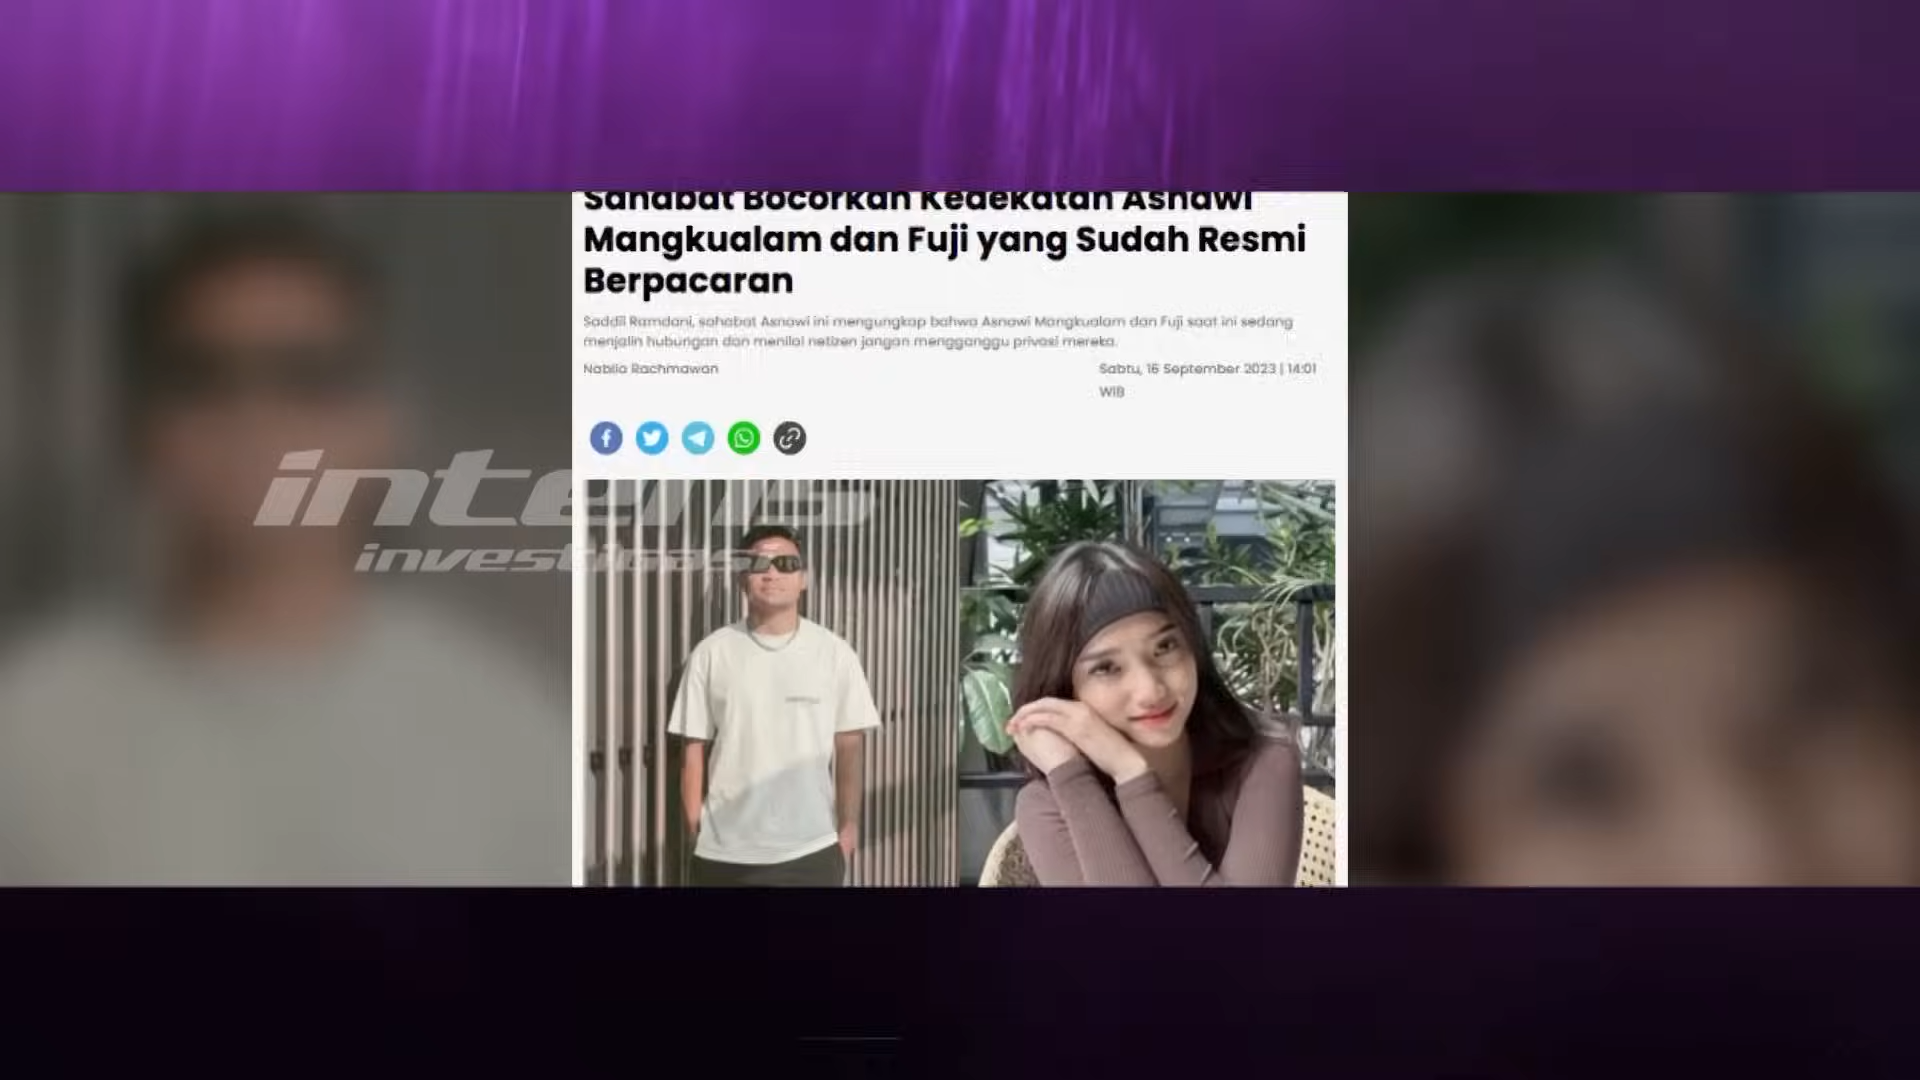 Sahabat Bocorkan Kedekatan Asnawi
Mangkualam dan Fuji yang Sudah Resmi
Berpacaran
Saddil Ramdani, sahabat Asnawi ini mengungkap bahwa Asnawi Mangkualam dan Fuji saat ini sedang
menjalin hubungan dan menilai netizen jangan mengganggu privasi mereka.
Nabila Rachmawan
Sabtu, 16 September 2023 | 14:01
WIB
intens
investigasi